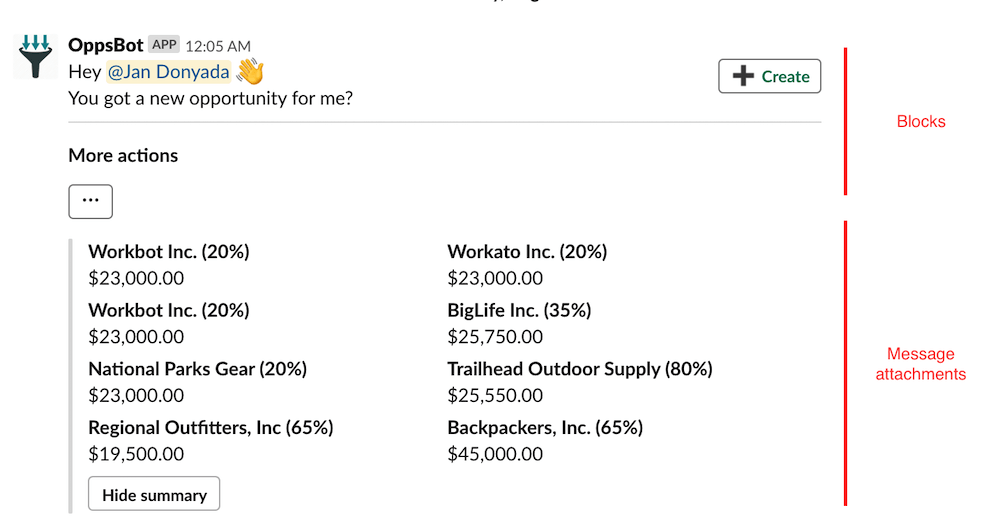 OppsBot APP 12:05 AM
Hey @Jan Donyada
You got a new opportunity for me?
Create
Blocks
More actions
...
Workbot Inc. (20%) Workato Inc. (20%)
$23,000.00 $23,000.00
Workbot Inc. (20%) BigLife Inc. (35%)
$23,000.00 $25,750.00
National Parks Gear (20%) Trailhead Outdoor Supply (80%)
$23,000.00 $25,550.00
Regional Outfitters, Inc (65%) Backpackers, Inc. (65%)
$19,500.00 $45,000.00
Hide summary
Message
attachments